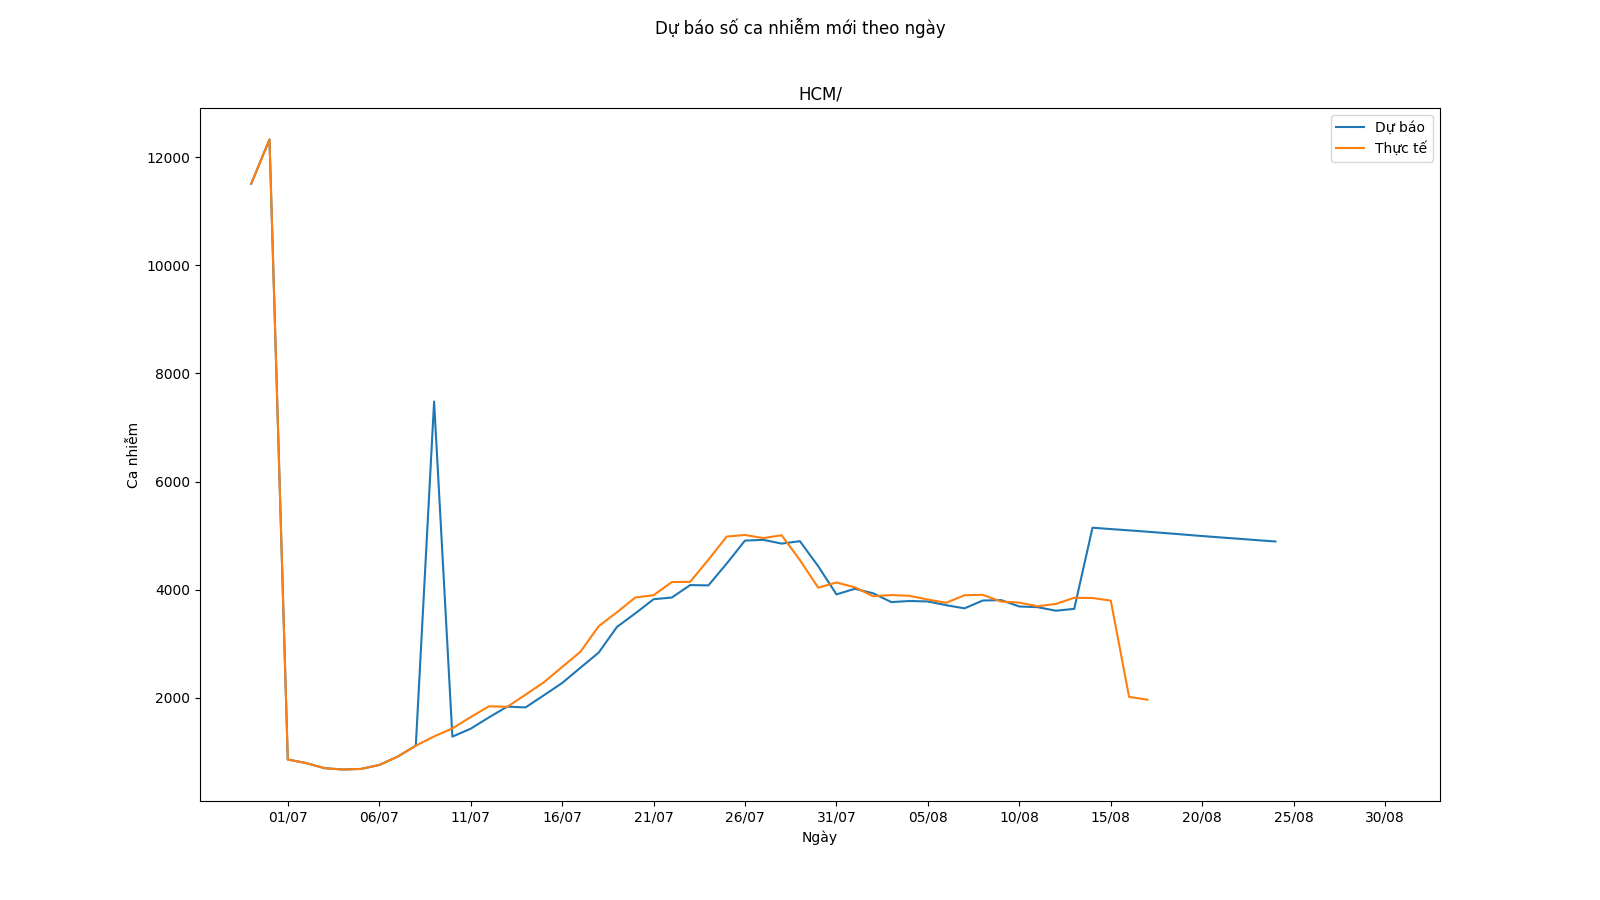 Dự báo số ca nhiễm mới theo ngày
HCM/
Dự báo
Thực tế
12000
10000
8000
6000
4000
2000
Ca nhiễm
01/07 06/07 11/07 16/07 21/07 26/07 31/07 05/08 10/08 15/08 20/08 25/08 30/08
Ngày